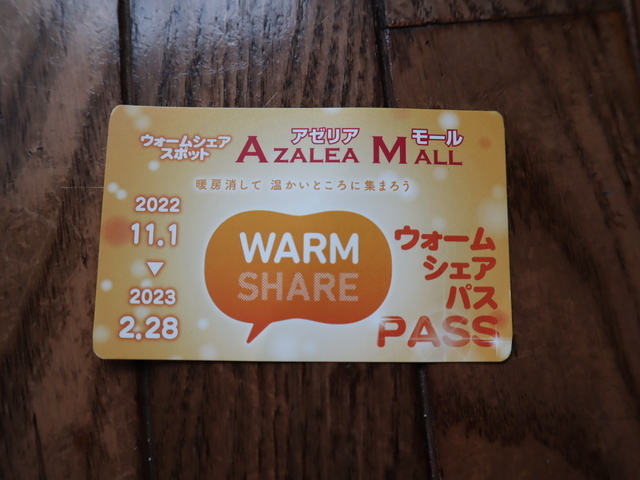 ウォームシェア
スポット
アゼリア モール
AZALEA MALL
暖房消して 温かいところに集まろう
2022
11.1
▼
2023
2.28
WARM
SHARE
ウォーム
シェア
パス
PASS